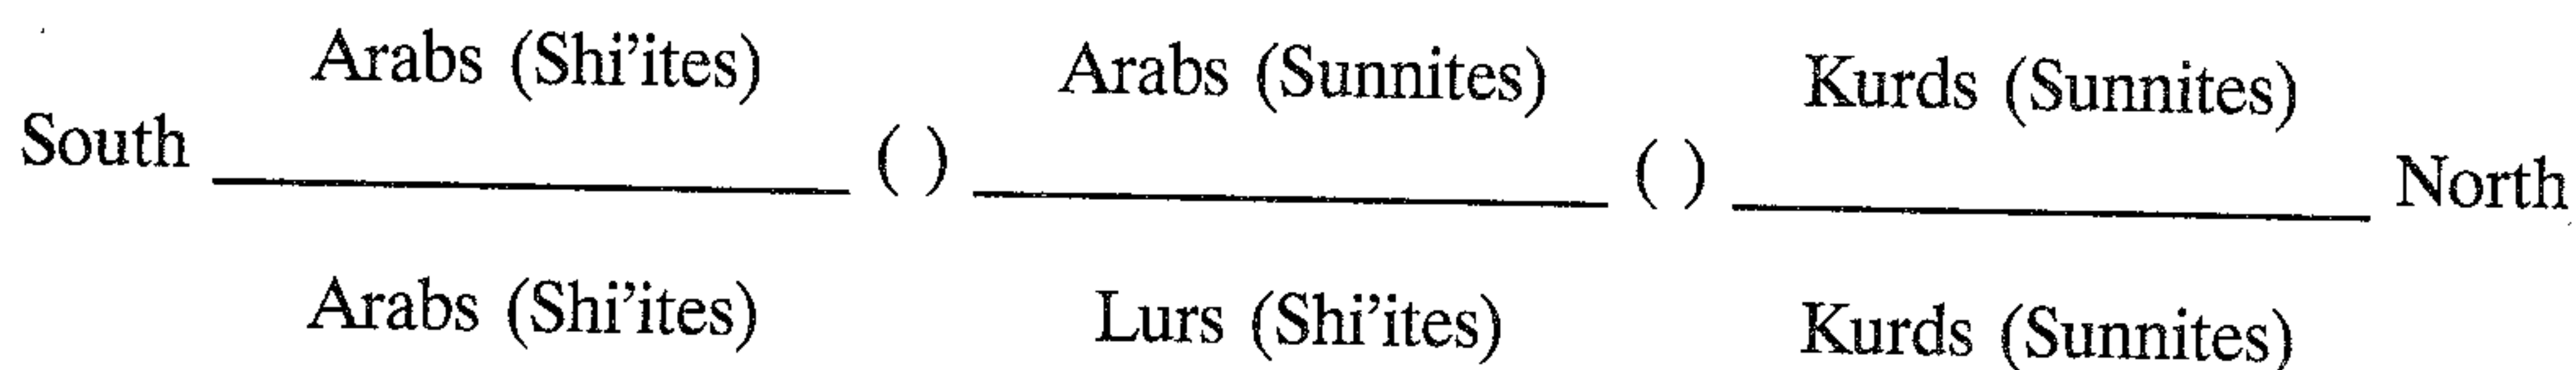 Arabs (Shi'ites) Arabs (Sunnites) Kurds (Sunnites)
South ( ) ( ) North
Arabs (Shi'ites) Lurs (Shi'ites) Kurds (Sunnites)